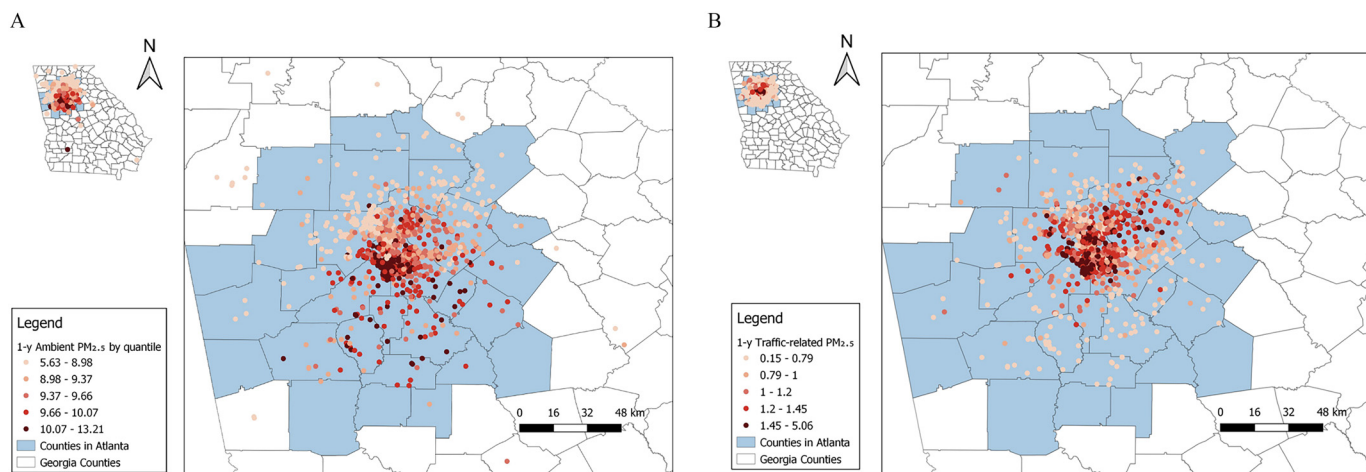 A
N
Legend
1-y Ambient PM₂.₅ by quantile
5.63 - 8.98
8.98 - 9.37
9.37 - 9.66
9.66 - 10.07
10.07 - 13.21
Counties in Atlanta
Georgia Counties
0 16 32 48 km
B
N
Legend
1-y Traffic-related PM₂.₅
0.15 - 0.79
0.79 - 1
1 - 1.2
1.2 - 1.45
1.45 - 5.06
Counties in Atlanta
Georgia Counties
0 16 32 48 km